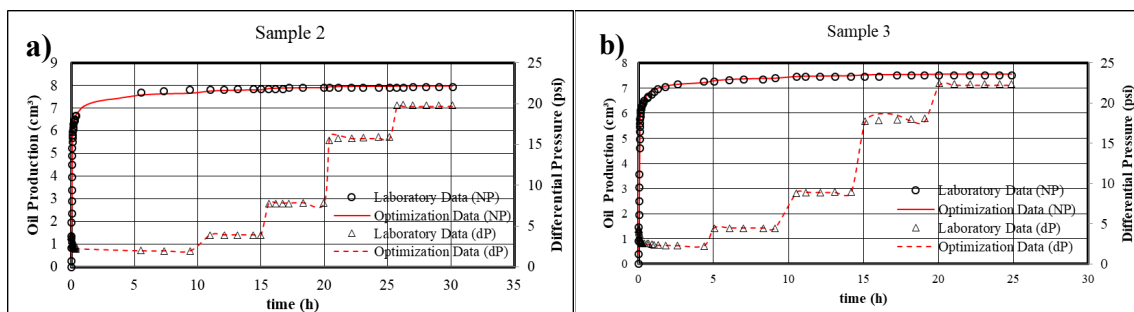 a)
Sample 2
9
8
7
6
5
4
3
2
1
0
25
20
15
10
5
0
Oil Production (cm³)
Differential Pressure (psi)
Laboratory Data (NP)
Optimization Data (NP)
Laboratory Data (dP)
Optimization Data (dP)
0 5 10 15 20 25 30 35
time (h)
b)
Sample 3
8
7
6
5
4
3
2
1
0
25
20
15
10
5
0
Oil Production (cm³)
Differential Pressure (psi)
Laboratory Data (NP)
Optimization Data (NP)
Laboratory Data (dP)
Optimization Data (dP)
0 5 10 15 20 25 30
time (h)